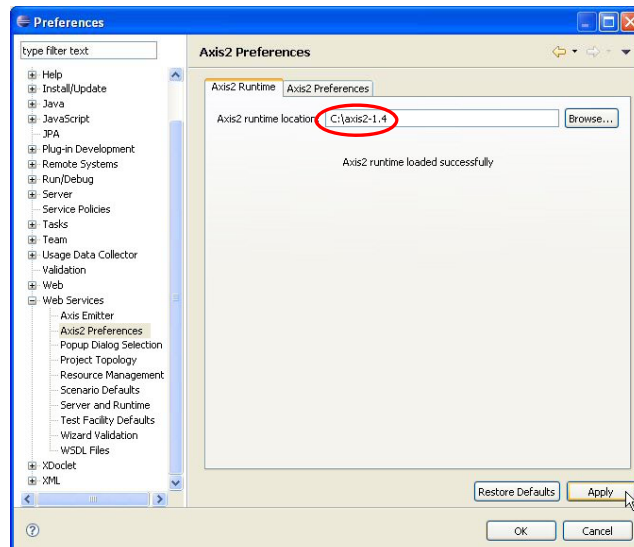 Preferences
type filter text
Help
Install/Update
Java
JavaScript
JPA
Plug-in Development
Remote Systems
Run/Debug
Server
Service Policies
Tasks
Team
Usage Data Collector
Validation
Web
Web Services
Axis Emitter
Axis2 Preferences
Popup Dialog Selection
Project Topology
Resource Management
Scenario Defaults
Server and Runtime
Test Facility Defaults
Wizard Validation
WSDL Files
XDoclet
XML
Axis2 Preferences
Axis2 Runtime Axis2 Preferences
Axis2 runtime location: C:\axis2-1.4 Browse...
Axis2 runtime loaded successfully
Restore Defaults Apply
? OK Cancel